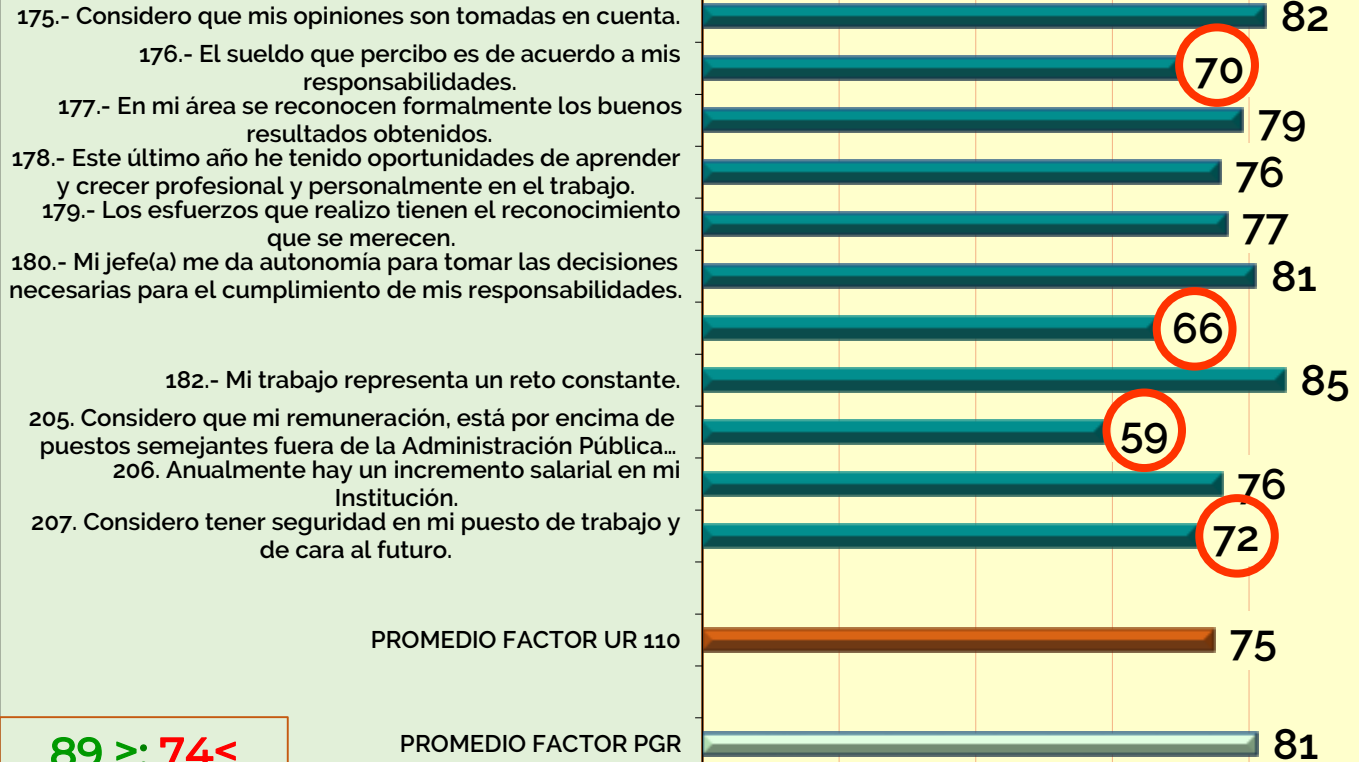 175.- Considero que mis opiniones son tomadas en cuenta.
82
176.- El sueldo que percibo es de acuerdo a mis
responsabilidades.
70
177.- En mi área se reconocen formalmente los buenos
resultados obtenidos.
79
178.- Este último año he tenido oportunidades de aprender
y crecer profesional y personalmente en el trabajo.
76
179.- Los esfuerzos que realizo tienen el reconocimiento
que se merecen.
77
180.- Mi jefe(a) me da autonomía para tomar las decisiones
necesarias para el cumplimiento de mis responsabilidades.
81
66
182.- Mi trabajo representa un reto constante.
85
205. Considero que mi remuneración, está por encima de
puestos semejantes fuera de la Administración Pública...
59
206. Anualmente hay un incremento salarial en mi
Institución.
76
207. Considero tener seguridad en mi puesto de trabajo y
de cara al futuro.
72
PROMEDIO FACTOR UR 110
75
PROMEDIO FACTOR PGR
81
89 >; 74<